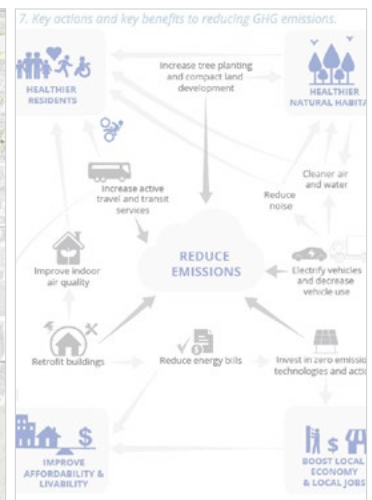 7. Key actions and key benefits to reducing GHG emissions.
HEALTHIER
RESIDENTS
Increase tree planting
and compact land
development
HEALTHIER
NATURAL
Increase active
travel and transit
services
Cleaner air
and water
Reduce
noise
Improve indoor
air quality
REDUCE
EMISSIONS
Electrify vehicles
and decrease
vehicle use
Retrofit buildings
Reduce energy bills
Invest in zero
technologies and
IMPROVE
AFFORDABILITY &
LIVABILITY
$
BOOST LOCAL
ECONOMY
& LOCAL JOBS
$